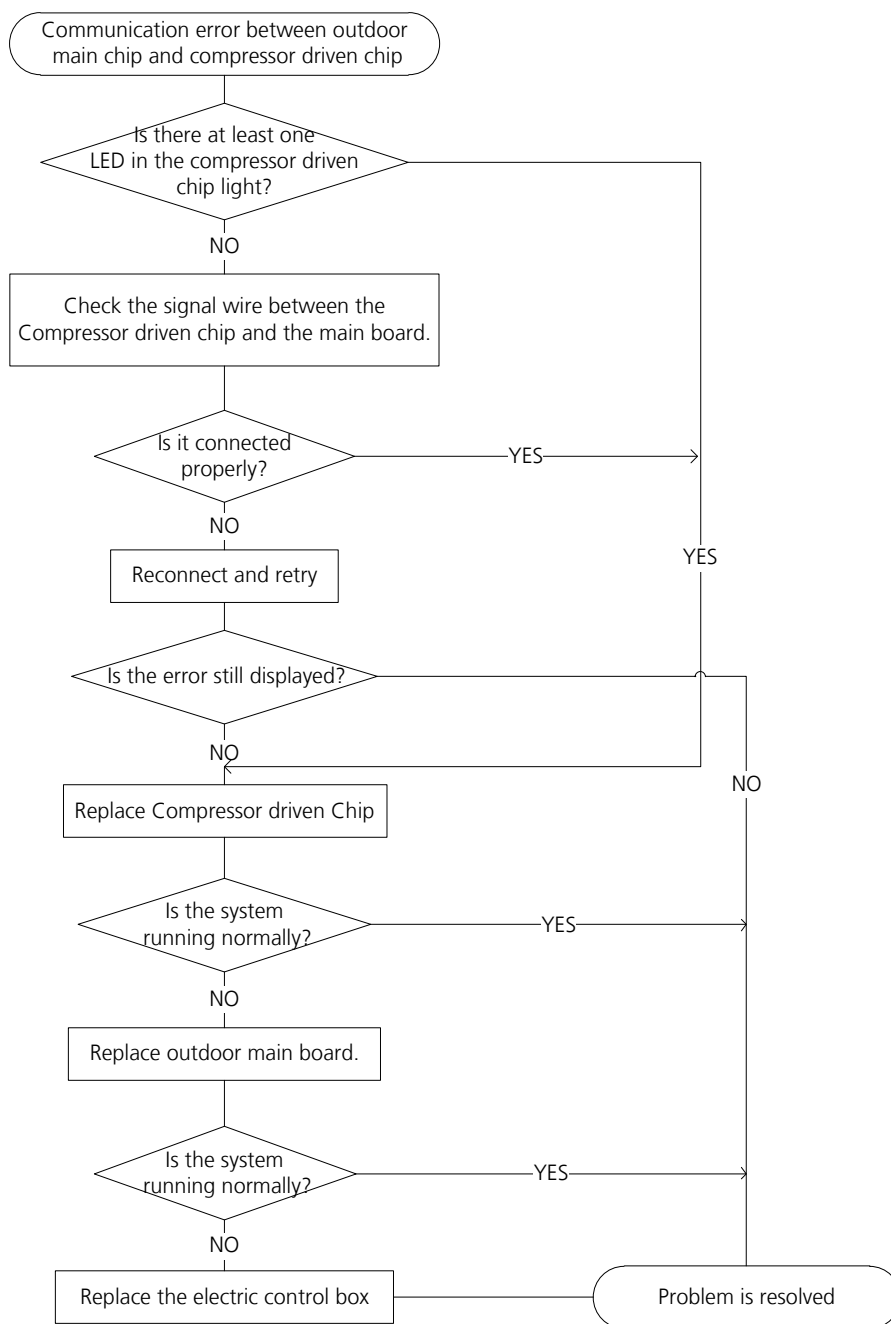 Communication error between outdoor
main chip and compressor driven chip
Is there at least one
LED in the compressor driven
chip light?
NO
Check the signal wire between the
Compressor driven chip and the main board.
Is it connected
properly?
YES
NO
YES
Reconnect and retry
Is the error still displayed?
NO
NO
Replace Compressor driven Chip
Is the system
running normally?
YES
NO
Replace outdoor main board.
Is the system
running normally?
YES
NO
Replace the electric control box
Problem is resolved